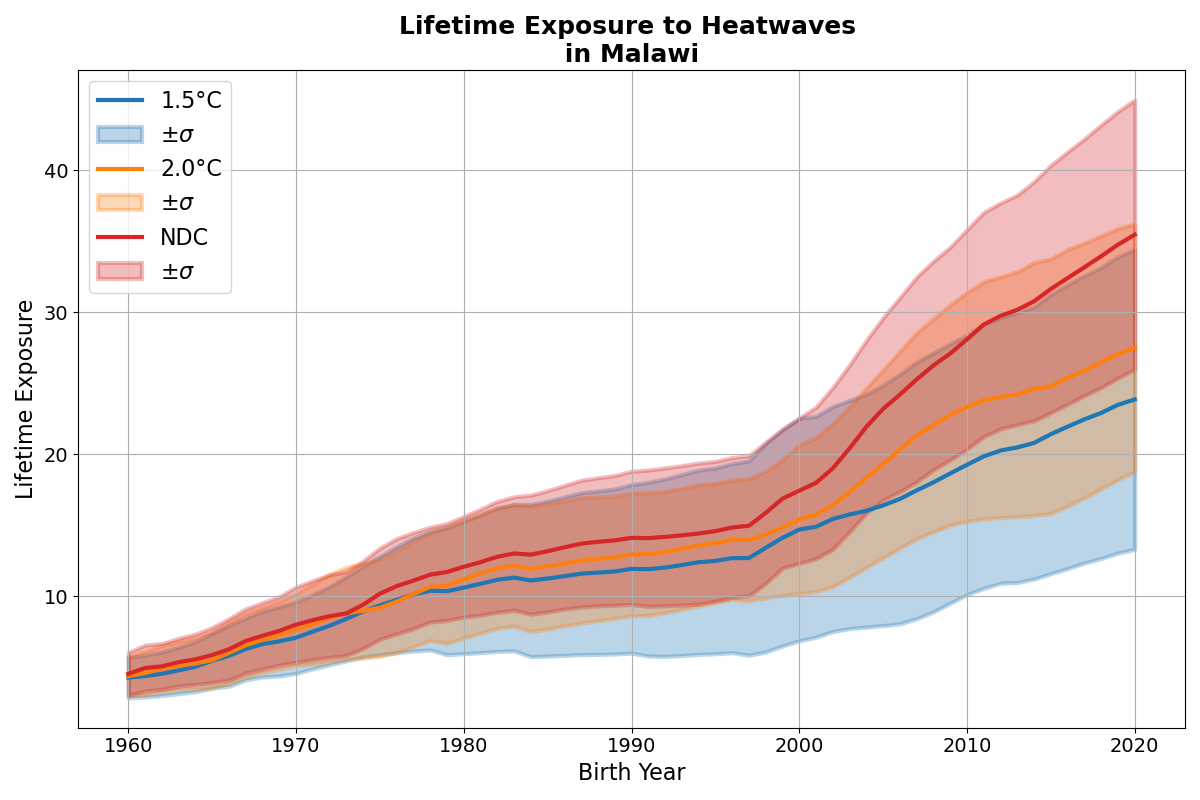 Lifetime Exposure to Heatwaves
in Malawi
1.5°C
±σ
2.0°C
±σ
NDC
±σ
Lifetime Exposure
40
30
20
10
1960
1970
1980
1990
2000
2010
2020
Birth Year